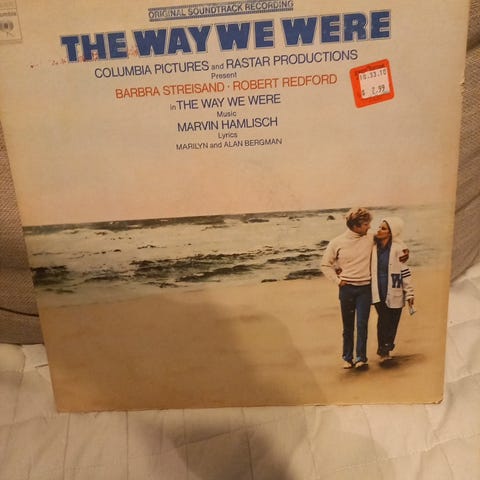 Columbia
ORIGINAL SOUNDTRACK RECORDING
THE WAY WE WERE
COLUMBIA PICTURES and RASTAR PRODUCTIONS
Present
BARBRA STREISAND · ROBERT REDFORD
in THE WAY WE WERE
Music
MARVIN HAMLISCH
Lyrics
MARILYN and ALAN BERGMAN
$ 2.99
W